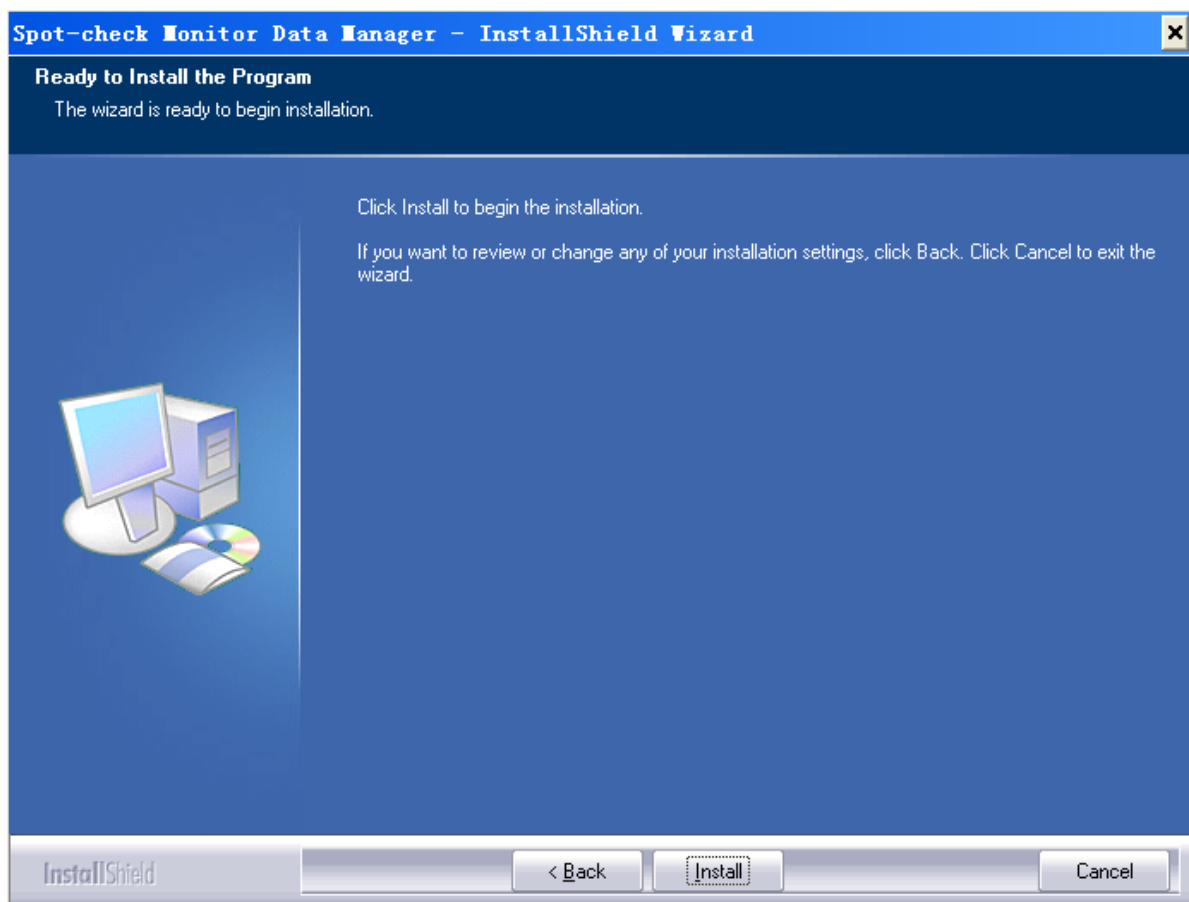 Spot-check Monitor Data Manager - InstallShield Wizard
Ready to Install the Program
The wizard is ready to begin installation.
Click Install to begin the installation.
If you want to review or change any of your installation settings, click Back. Click Cancel to exit the
wizard.
InstallShield
< Back
Install
Cancel